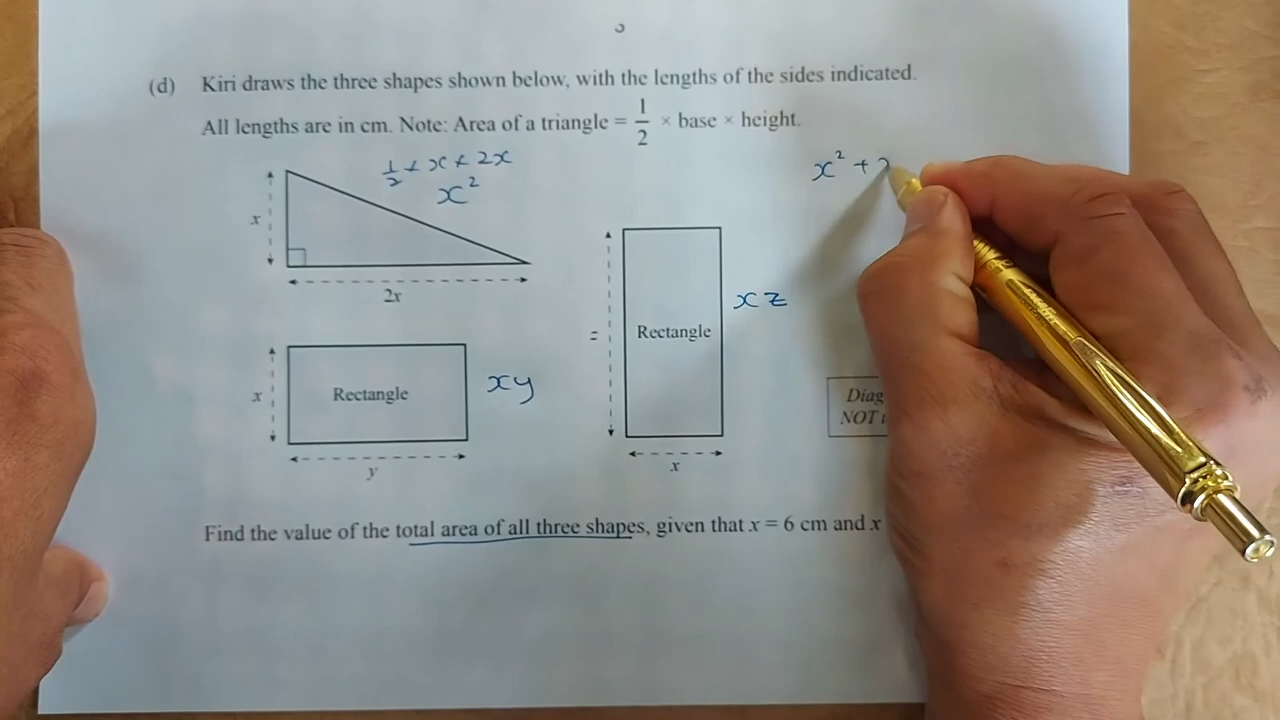 (d) Kiri draws the three shapes shown below, with the lengths of the sides indicated.
All lengths are in cm. Note: Area of a triangle = 1/2 × base × height.
1/2 × x × 2x
x²
x² +
x
2x
xz
Rectangle
x
Rectangle
xy
x
y
x
Diag
NOT
Find the value of the total area of all three shapes, given that x = 6 cm and x